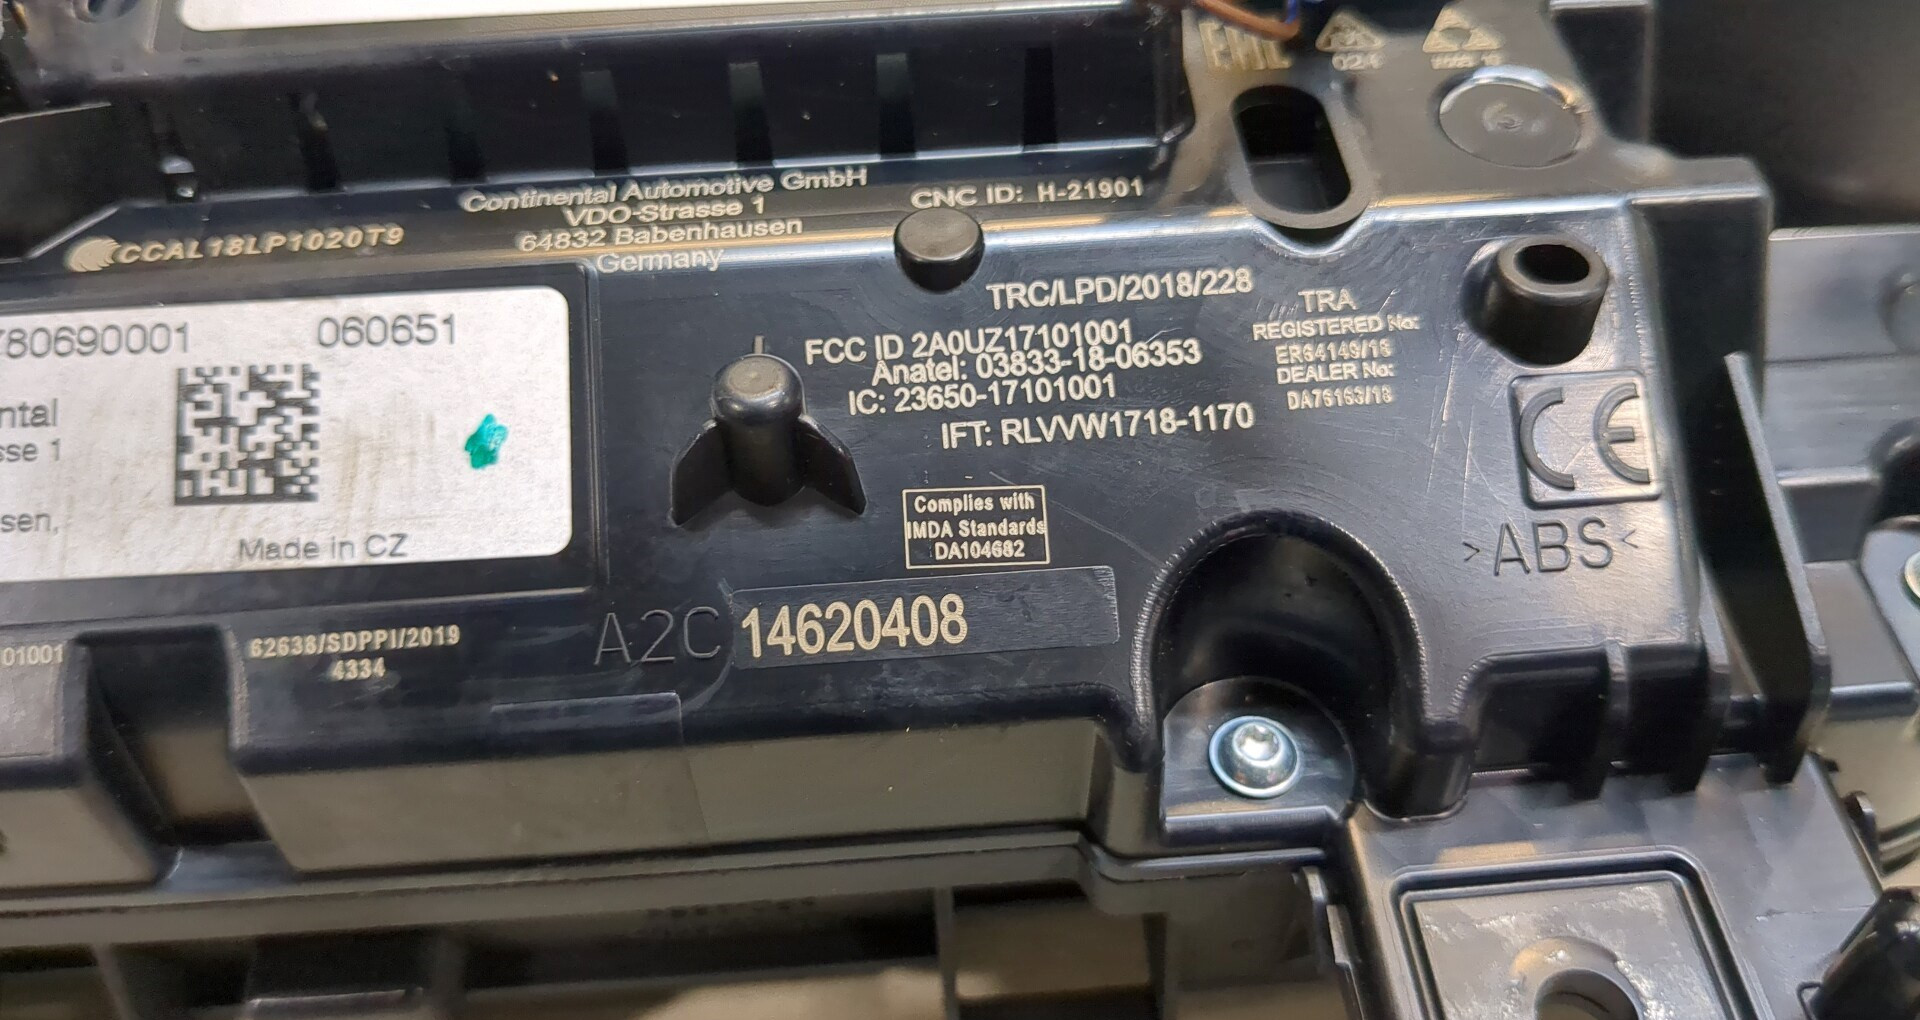 EAC
Continental Automotive GmbH
VDO-Strasse 1
64832 Babenhausen
Germany
CNC ID: H-21901
CCAL18LP1020T9
TRC/LPD/2018/228
FCC ID 2A0UZ17101001
Anatel: 03833-18-06353
IC: 23650-17101001
IFT: RLVVW1718-1170
TRA
REGISTERED No:
ER64149/18
DEALER No:
DA76163/18
CE
>ABS<
780690001
060651
ntal
sse 1
sen,
Made in CZ
Complies with
IMDA Standards
DA104682
A2C 14620408
01001
62638/SDPPI/2019
4334